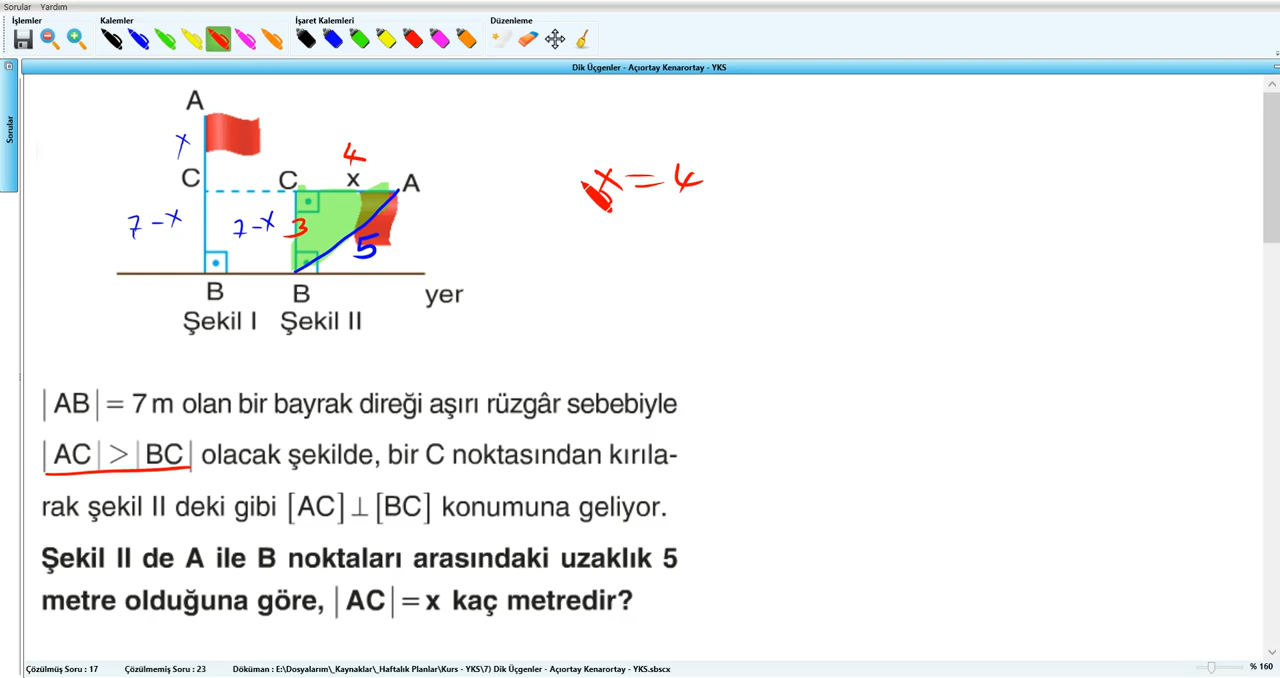 Sorular Yardım
İşlemler Kalemler İşaret Kalemleri Düzenleme
Dik Üçgenler - Açıortay Kenarortay - YKS
Sorular
A
x
4
C C x A
x = 4
7 - x 7 - x 3
5
B B yer
Şekil I Şekil II
|AB| = 7 m olan bir bayrak direği aşırı rüzgâr sebebiyle
|AC| > |BC| olacak şekilde, bir C noktasından kırıla-
rak şekil II deki gibi [AC] ⊥ [BC] konumuna geliyor.
Şekil II de A ile B noktaları arasındaki uzaklık 5
metre olduğuna göre, |AC| = x kaç metredir?
Çözülmüş Soru : 17 Çözülmemiş Soru : 23 Döküman : E:\Dosyalarım\_Kaynaklar\_Haftalık Planlar\Kurs - YKS\7) Dik Üçgenler - Açıortay Kenarortay - YKS.sbscx % 160